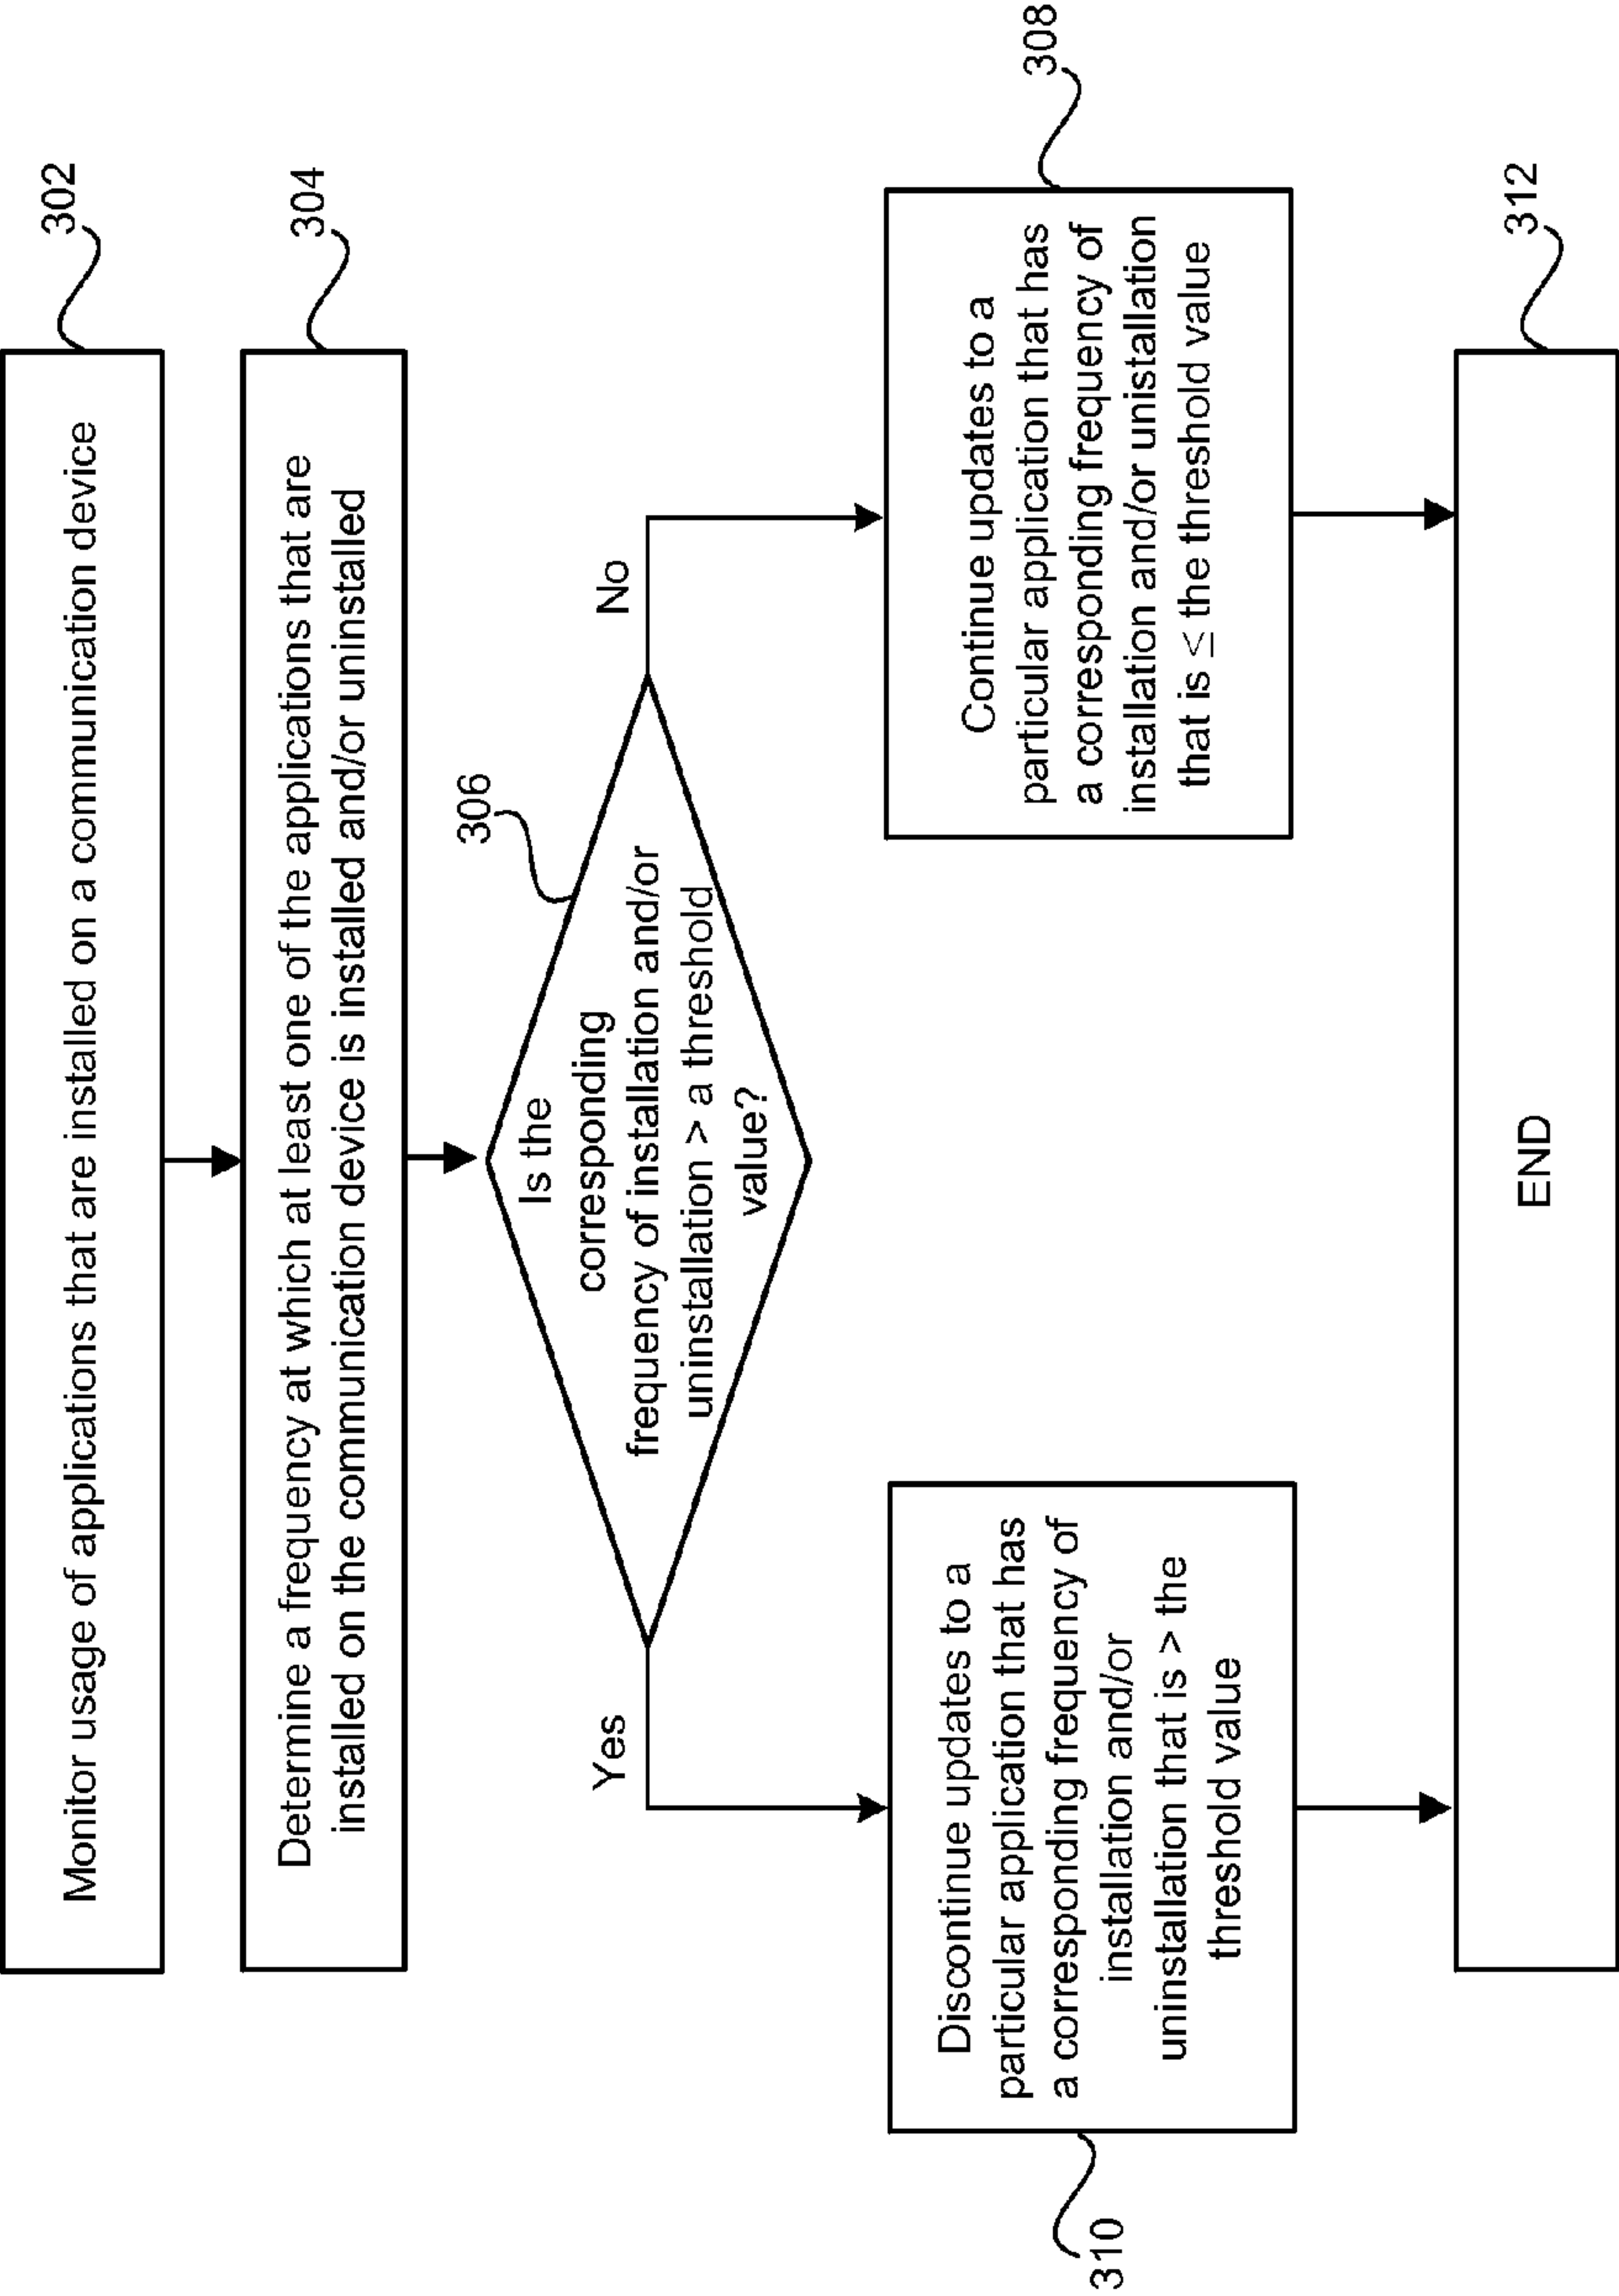 302
Monitor usage of applications that are installed on a communication device
304
Determine a frequency at which at least one of the applications that are
installed on the communication device is installed and/or uninstalled
306
Is the
corresponding
frequency of installation and/or
uninstallation > a threshold
value?
Yes
No
310
Discontinue updates to a
particular application that has
a corresponding frequency of
installation and/or
uninstallation that is > the
threshold value
308
Continue updates to a
particular application that has
a corresponding frequency of
installation and/or unistallation
that is ≤ the threshold value
312
END